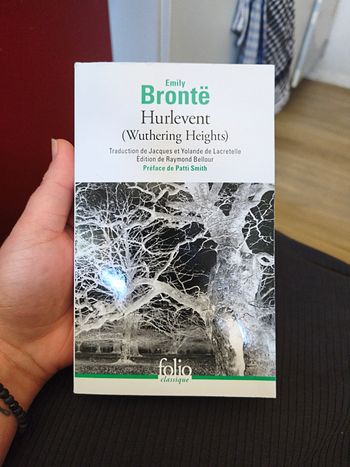 Emily
Brontë
Hurlevent
(Wuthering Heights)
Traduction de Jacques et Yolande de Lacretelle
Édition de Raymond Bellour
Préface de Patti Smith
folio
classique